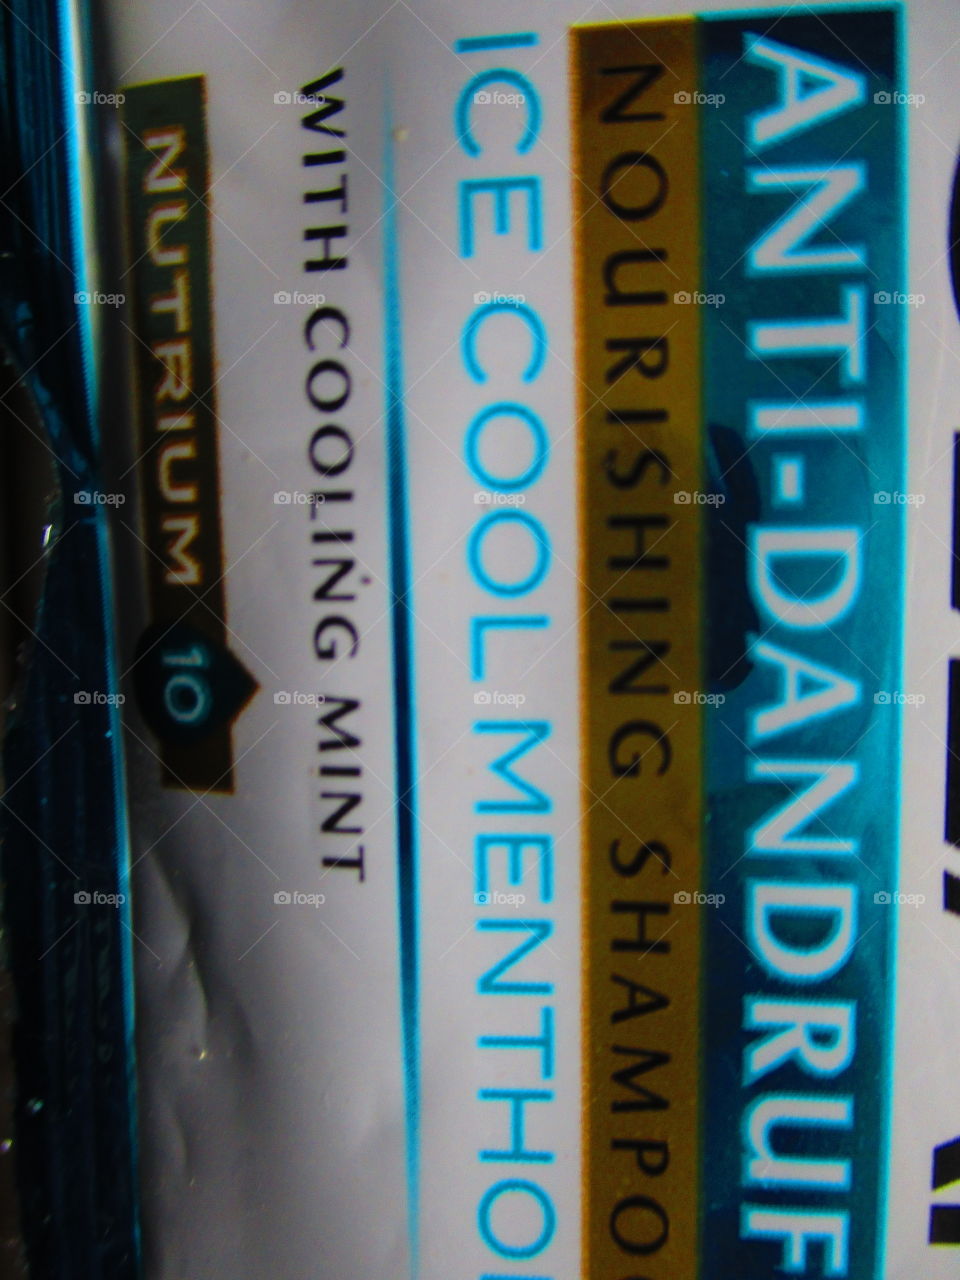 ANTI-DANDRUF
NOURISHING SHAMPO
ICE COOL MENTHO
WITH COOLING MINT
NUTRIUM 10